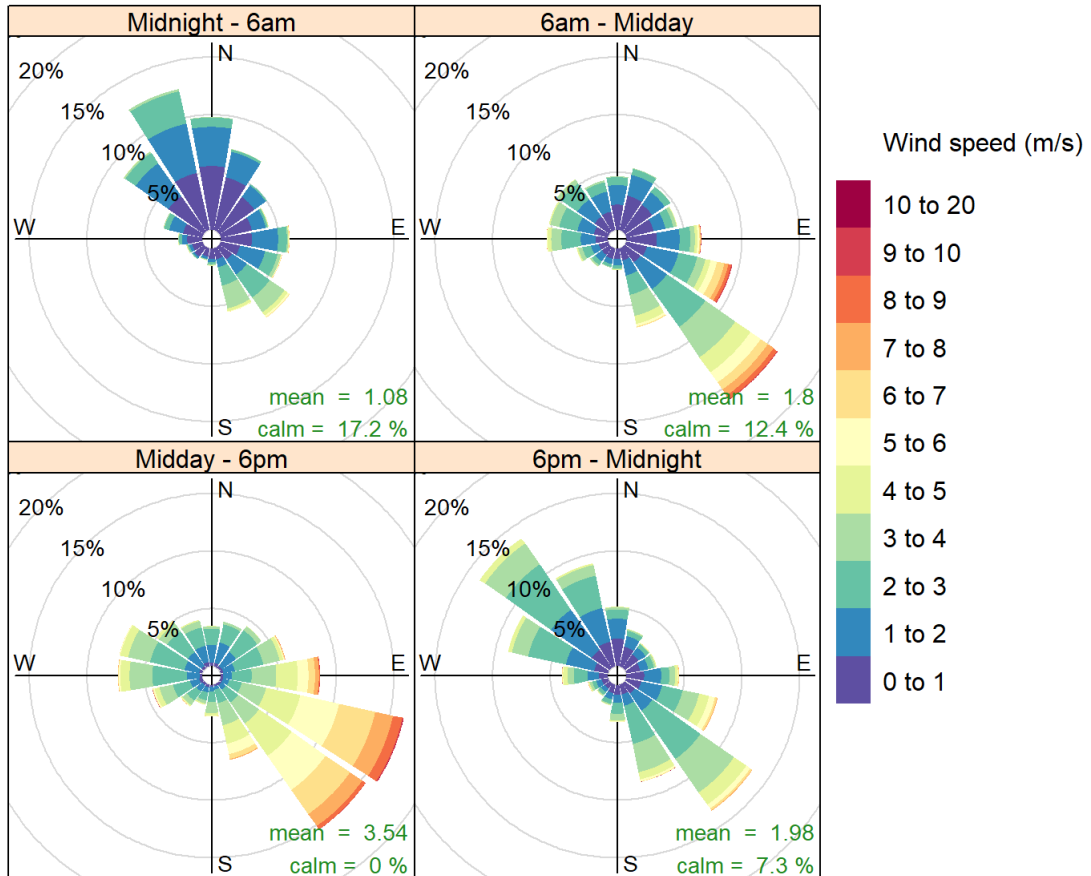 Midnight - 6am
6am - Midday
N
20%
15%
10%
5%
W
E
S
mean = 1.08
calm = 17.2 %
N
20%
15%
10%
5%
W
E
S
mean = 1.8
calm = 12.4 %
Midday - 6pm
6pm - Midnight
N
20%
15%
10%
5%
W
E
S
mean = 3.54
calm = 0 %
N
20%
15%
10%
5%
W
E
S
mean = 1.98
calm = 7.3 %
Wind speed (m/s)
10 to 20
9 to 10
8 to 9
7 to 8
6 to 7
5 to 6
4 to 5
3 to 4
2 to 3
1 to 2
0 to 1